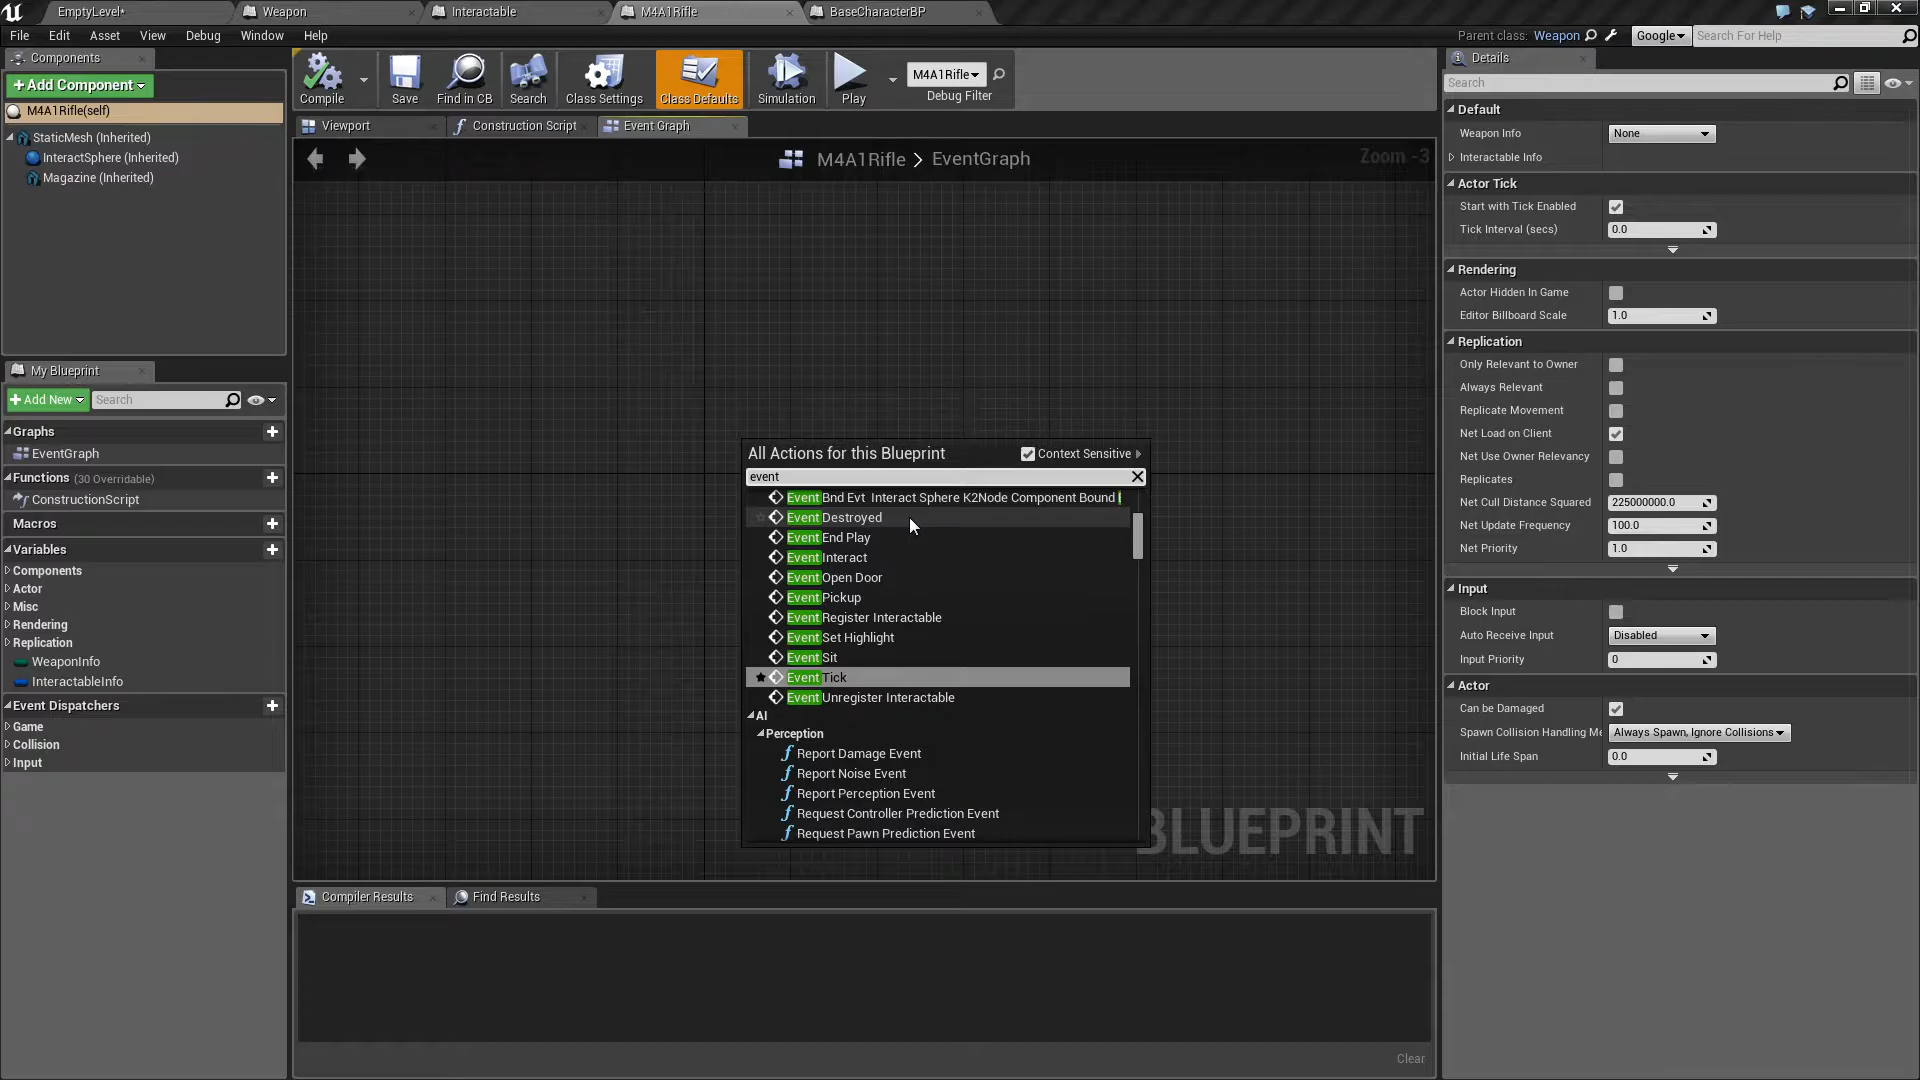 EmptyLevel*
Weapon
Interactable
M4A1Rifle
BaseCharacterBP
File
Edit
Asset
View
Debug
Window
Help
Parent class: Weapon
Google
Search For Help
Components
+Add Component
M4A1Rifle(self)
StaticMesh (Inherited)
InteractSphere (Inherited)
Magazine (Inherited)
Compile
Save
Find in CB
Search
Class Settings
Class Defaults
Simulation
Play
M4A1Rifle
Debug Filter
Viewport
Construction Script
Event Graph
M4A1Rifle > EventGraph
Zoom -3
My Blueprint
+Add New
Search
Graphs
EventGraph
Functions (30 Overridable)
ConstructionScript
Macros
Variables
Components
Actor
Misc
Rendering
Replication
WeaponInfo
InteractableInfo
Event Dispatchers
Game
Collision
Input
All Actions for this Blueprint
Context Sensitive
event
Event Bnd Evt Interact Sphere K2Node Component Bound
Event Destroyed
Event End Play
Event Interact
Event Open Door
Event Pickup
Event Register Interactable
Event Set Highlight
Event Sit
Event Tick
Event Unregister Interactable
AI
Perception
Report Damage Event
Report Noise Event
Report Perception Event
Request Controller Prediction Event
Request Pawn Prediction Event
BLUEPRINT
Compiler Results
Find Results
Clear
Details
Search
Default
Weapon Info
None
Interactable Info
Actor Tick
Start with Tick Enabled
Tick Interval (secs)
0.0
Rendering
Actor Hidden In Game
Editor Billboard Scale
1.0
Replication
Only Relevant to Owner
Always Relevant
Replicate Movement
Net Load on Client
Net Use Owner Relevancy
Replicates
Net Cull Distance Squared
225000000.0
Net Update Frequency
100.0
Net Priority
1.0
Input
Block Input
Auto Receive Input
Disabled
Input Priority
0
Actor
Can be Damaged
Spawn Collision Handling Me
Always Spawn, Ignore Collisions
Initial Life Span
0.0